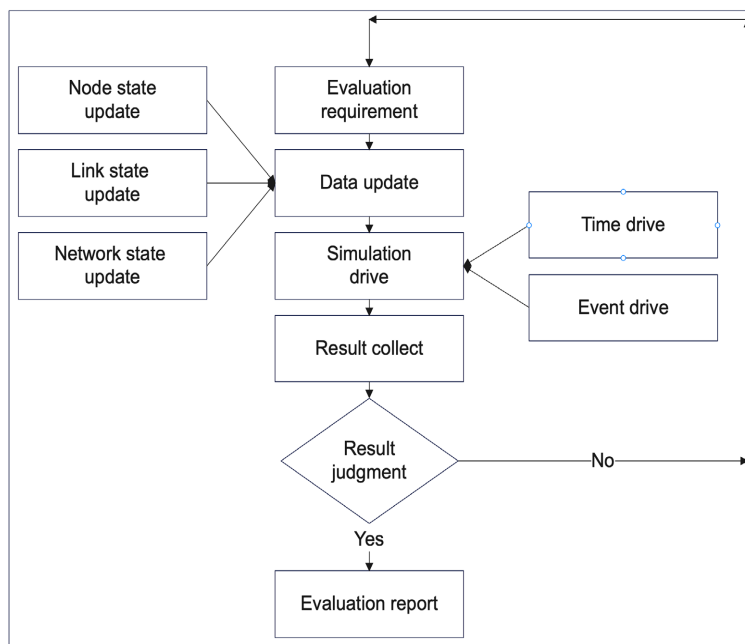 Evaluation
requirement
Node state
update
Link state
update
Network state
update
Data update
Simulation
drive
Time drive
Event drive
Result collect
Result
judgment
No
Yes
Evaluation report